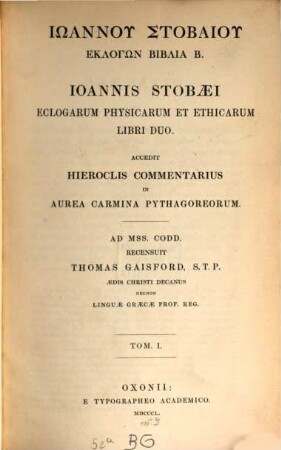 ΙΩΑΝΝΟΥ ΣΤΟΒΑΙΟΥ
ΕΚΛΟΓΩΝ ΒΙΒΛΙΑ Β.
IOANNIS STOBÆI
ECLOGARUM PHYSICARUM ET ETHICARUM
LIBRI DUO.
ACCEDIT
HIEROCLIS COMMENTARIUS
IN
AUREA CARMINA PYTHAGOREORUM.
AD MSS. CODD.
RECENSUIT
THOMAS GAISFORD, S.T.P.
ÆDIS CHRISTI DECANUS
NECNON
LINGUÆ GRÆCÆ PROF. REG.
TOM. I.
OXONII:
E TYPOGRAPHEO ACADEMICO.
MDCCCL.
BG